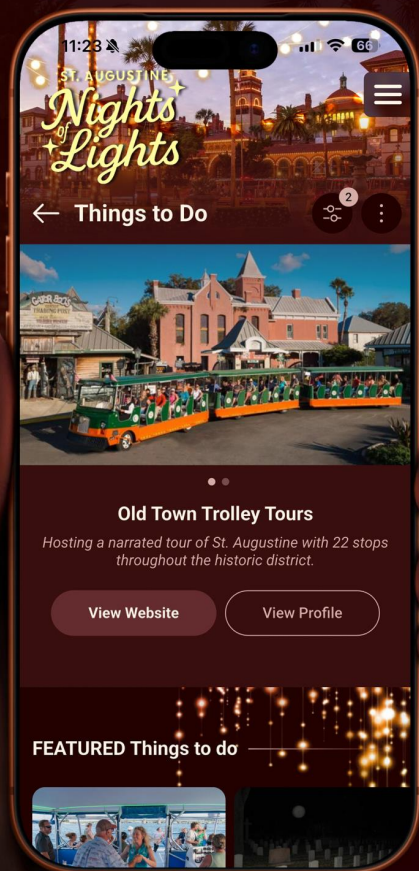 11:23
66
ST. AUGUSTINE
Nights
of
Lights
Things to Do
2
Old Town Trolley Tours
Hosting a narrated tour of St. Augustine with 22 stops
throughout the historic district.
View Website
View Profile
FEATURED Things to do